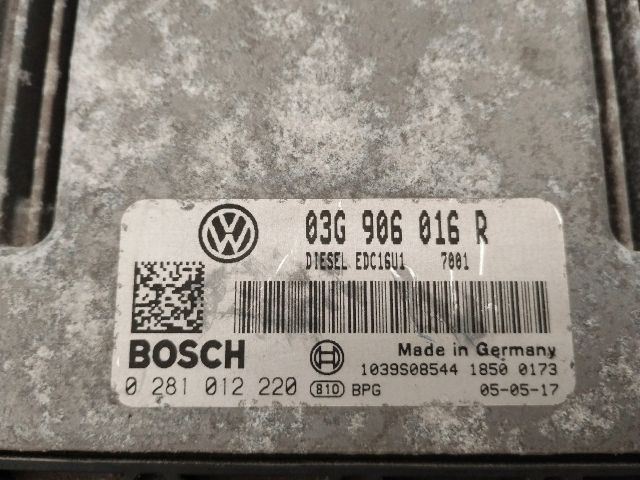 03G 906 016 R
DIESEL EDC16U1 7001
BOSCH
Made in Germany
0 281 012 220
810 BPG
1039S08544 1850 0173
05-05-17